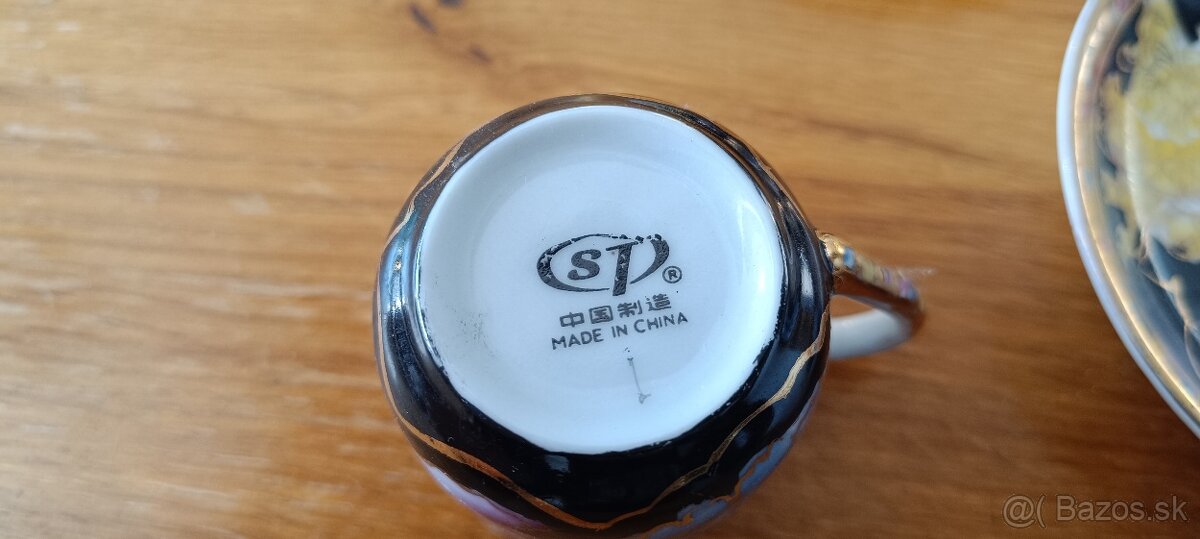 ST®
中国制造
MADE IN CHINA
@( Bazos.sk